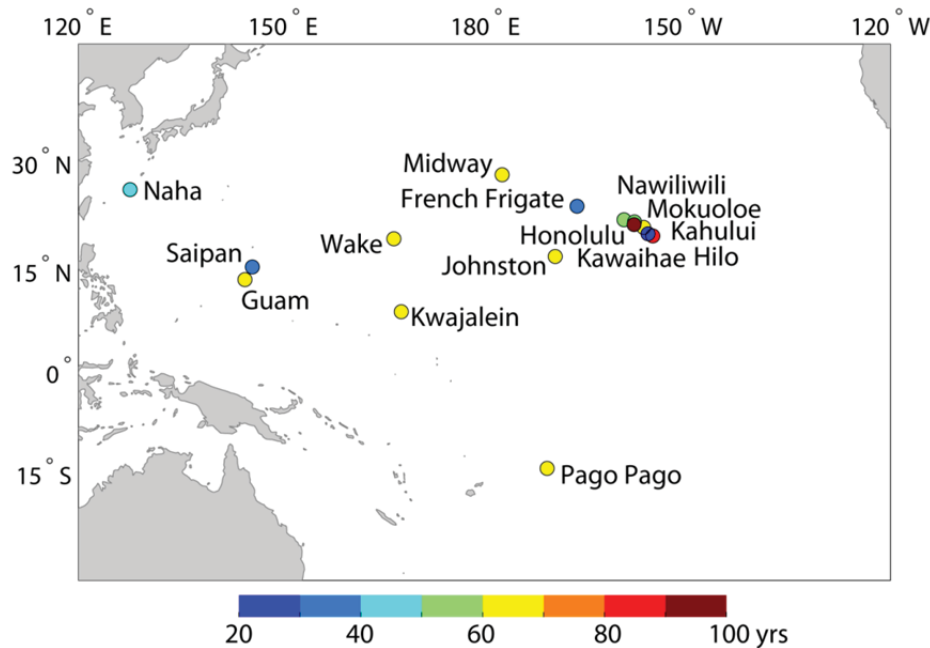 120° E 150° E 180° E 150° W 120° W
30° N
15° N
0°
15° S
Midway
French Frigate
Nawiliwili
Mokuoloe
Naha
Honolulu
Kahului
Wake
Saipan
Johnston
Kawaihae
Hilo
Guam
Kwajalein
Pago Pago
20 40 60 80 100 yrs